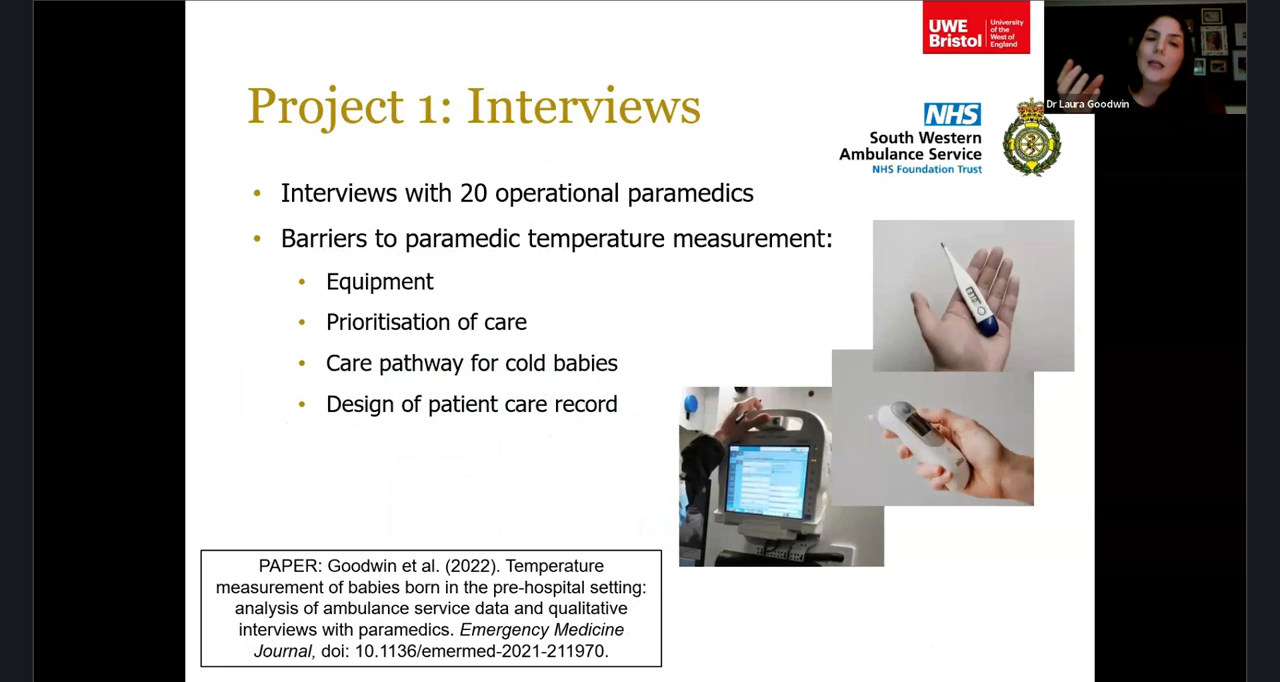 UWE
Bristol
University
of the
West of
England
Dr Laura Goodwin
Project 1: Interviews
NHS
South Western
Ambulance Service
NHS Foundation Trust
• Interviews with 20 operational paramedics
• Barriers to paramedic temperature measurement:
• Equipment
• Prioritisation of care
• Care pathway for cold babies
• Design of patient care record
PAPER: Goodwin et al. (2022). Temperature
measurement of babies born in the pre-hospital setting:
analysis of ambulance service data and qualitative
interviews with paramedics. Emergency Medicine
Journal, doi: 10.1136/emermed-2021-211970.